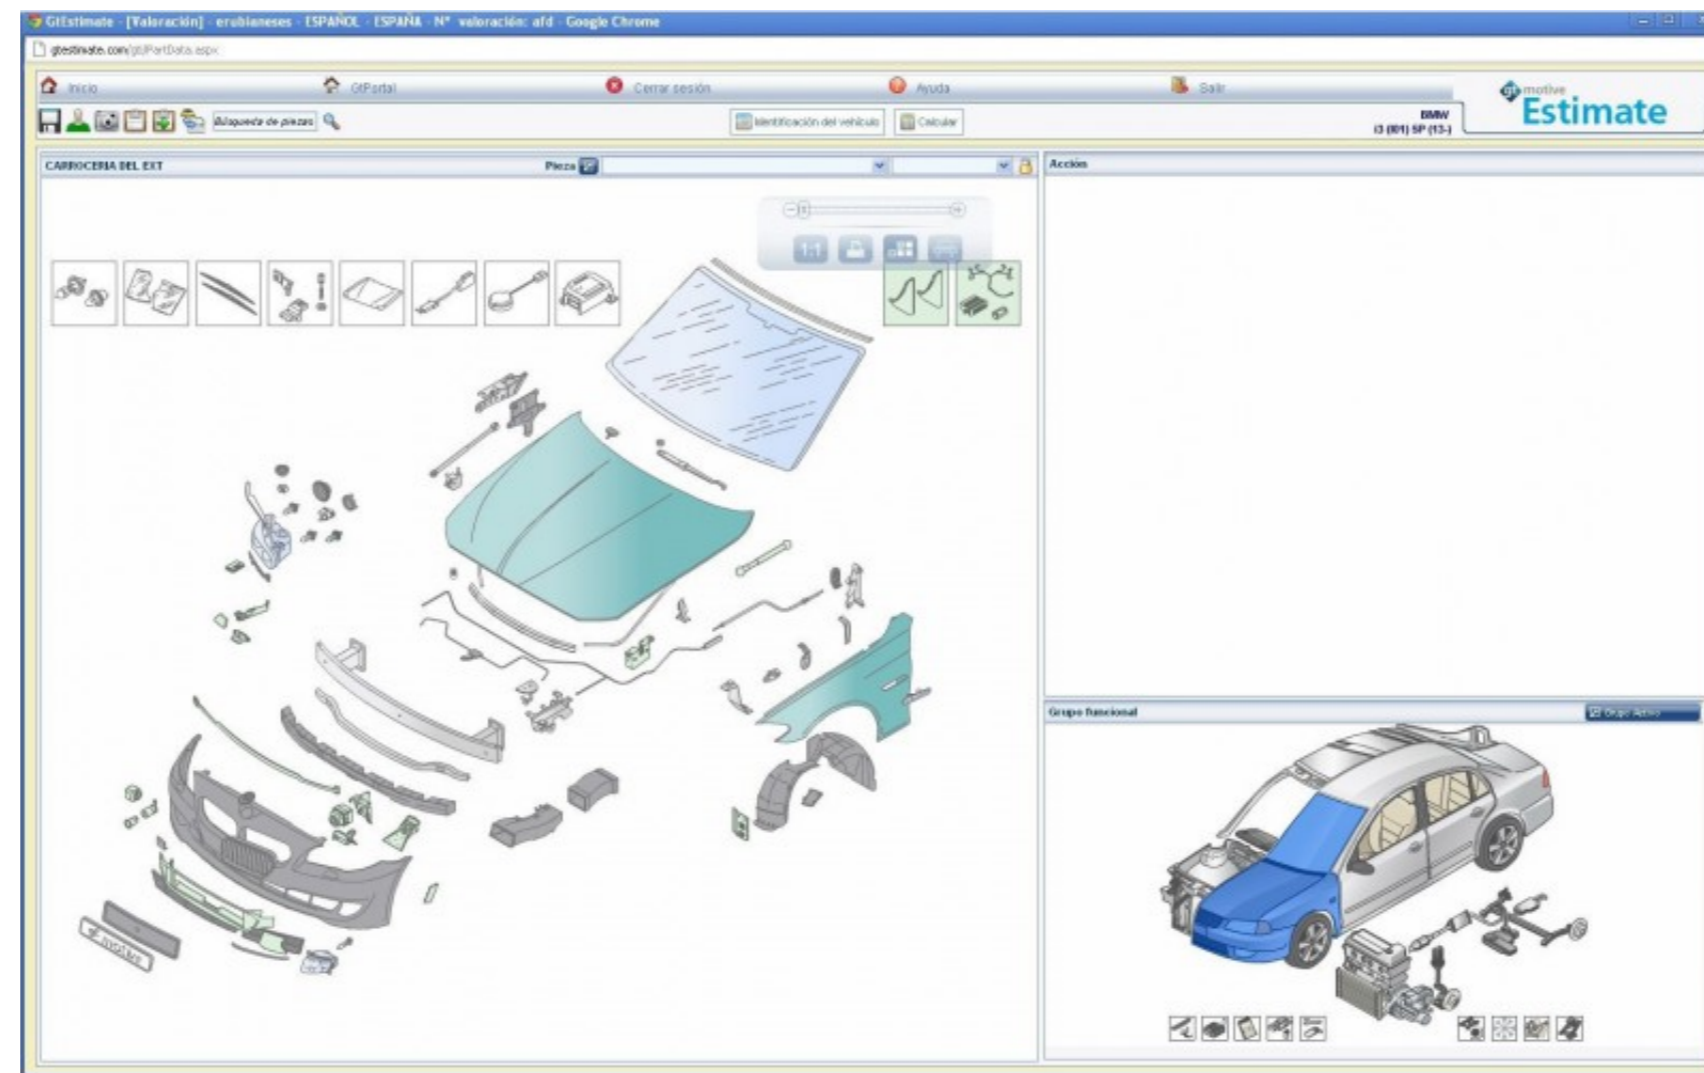 GtEstimate - [Valoración] - erubianeses - ESPAÑOL - ESPAÑA - Nº valoración: afd - Google Chrome
gtestimate.com/gt/PartData.aspx
Inicio
GtPortal
Cerrar sesión
Ayuda
Salir
gt motive
Estimate
Búsqueda de piezas
Identificación del vehículo
Calcular
BMW
i3 (I01) 5P (13-)
CARROCERIA DEL EXT
Pieza
Acción
1:1
Grupo funcional
Grupo Activo